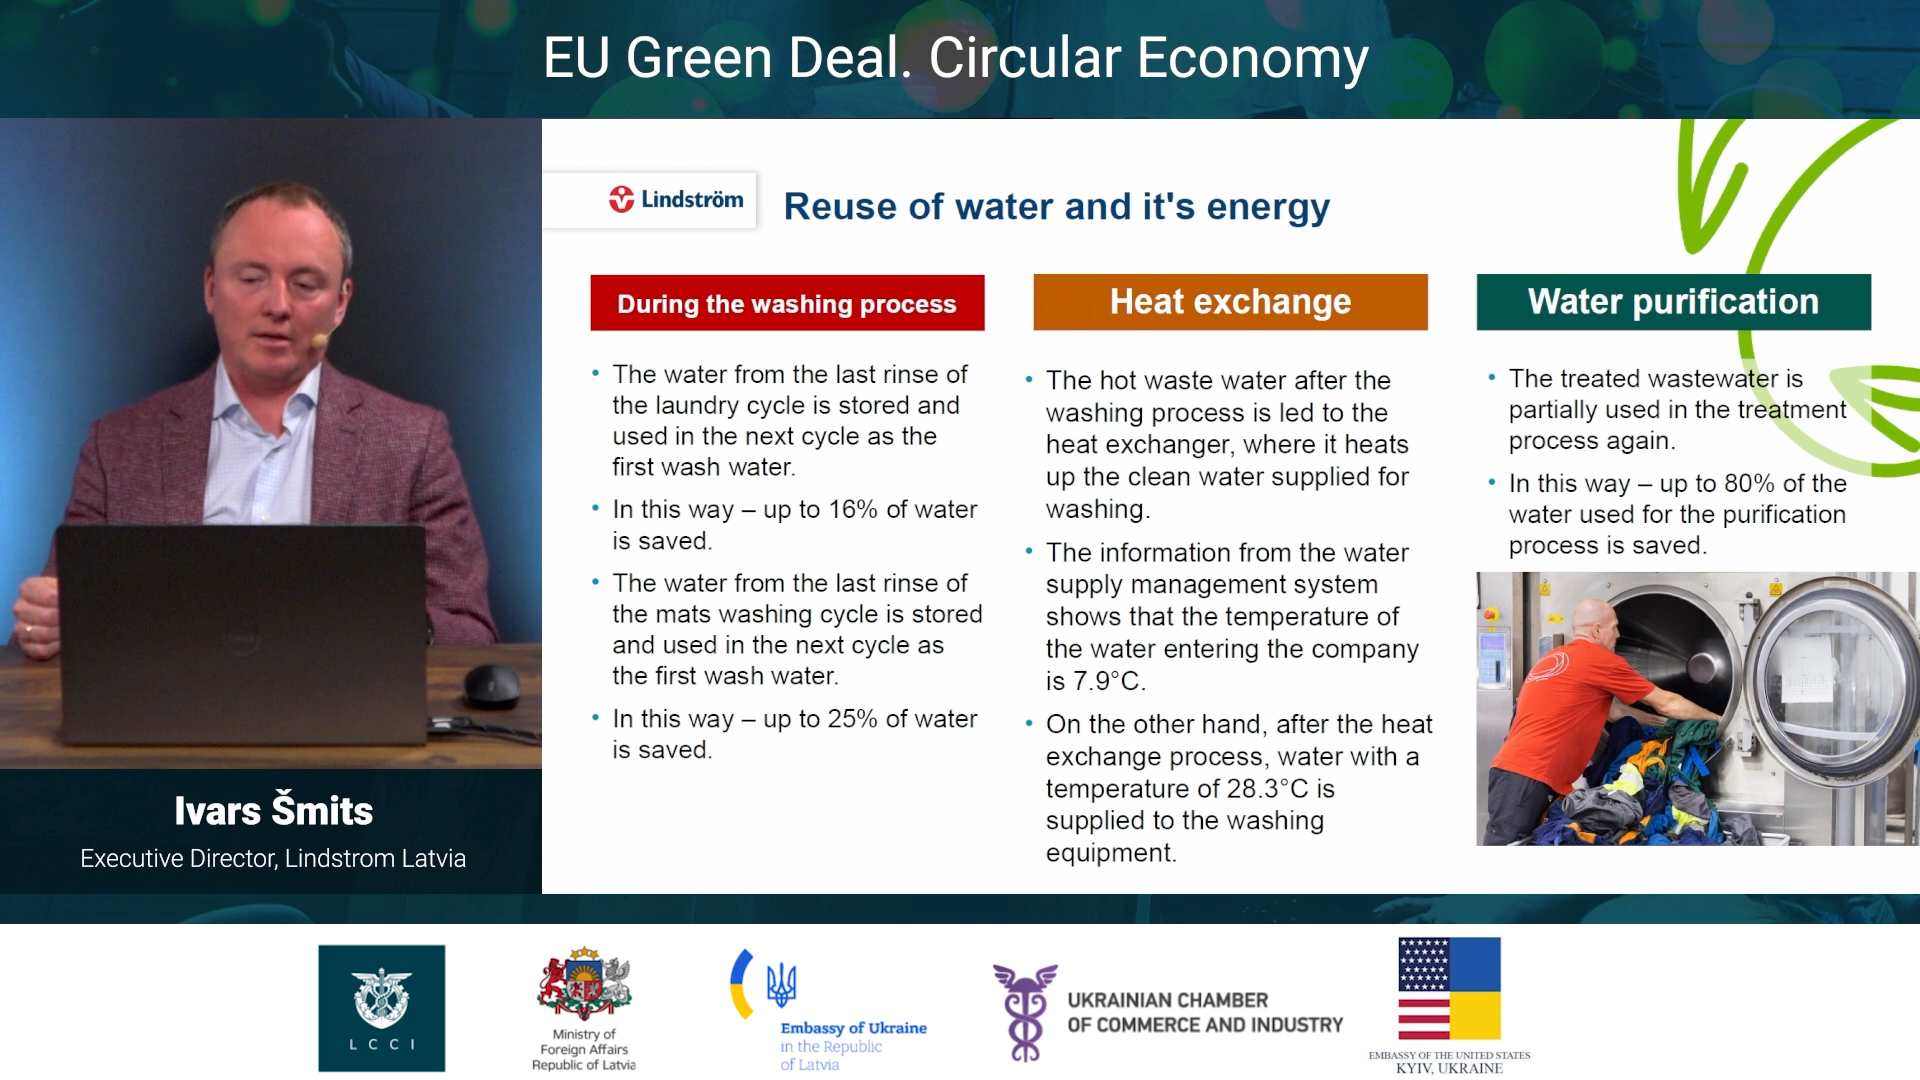 EU Green Deal. Circular Economy
Lindström
Reuse of water and it's energy
During the washing process
• The water from the last rinse of
the laundry cycle is stored and
used in the next cycle as the
first wash water.
• In this way – up to 16% of water
is saved.
• The water from the last rinse of
the mats washing cycle is stored
and used in the next cycle as
the first wash water.
• In this way – up to 25% of water
is saved.
Heat exchange
• The hot waste water after the
washing process is led to the
heat exchanger, where it heats
up the clean water supplied for
washing.
• The information from the water
supply management system
shows that the temperature of
the water entering the company
is 7.9°C.
• On the other hand, after the heat
exchange process, water with a
temperature of 28.3°C is
supplied to the washing
equipment.
Water purification
• The treated wastewater is
partially used in the treatment
process again.
• In this way – up to 80% of the
water used for the purification
process is saved.
Ivars Šmits
Executive Director, Lindstrom Latvia
LCCI
Ministry of
Foreign Affairs
Republic of Latvia
Embassy of Ukraine
in the Republic
of Latvia
UKRAINIAN CHAMBER
OF COMMERCE AND INDUSTRY
EMBASSY OF THE UNITED STATES
KYIV, UKRAINE